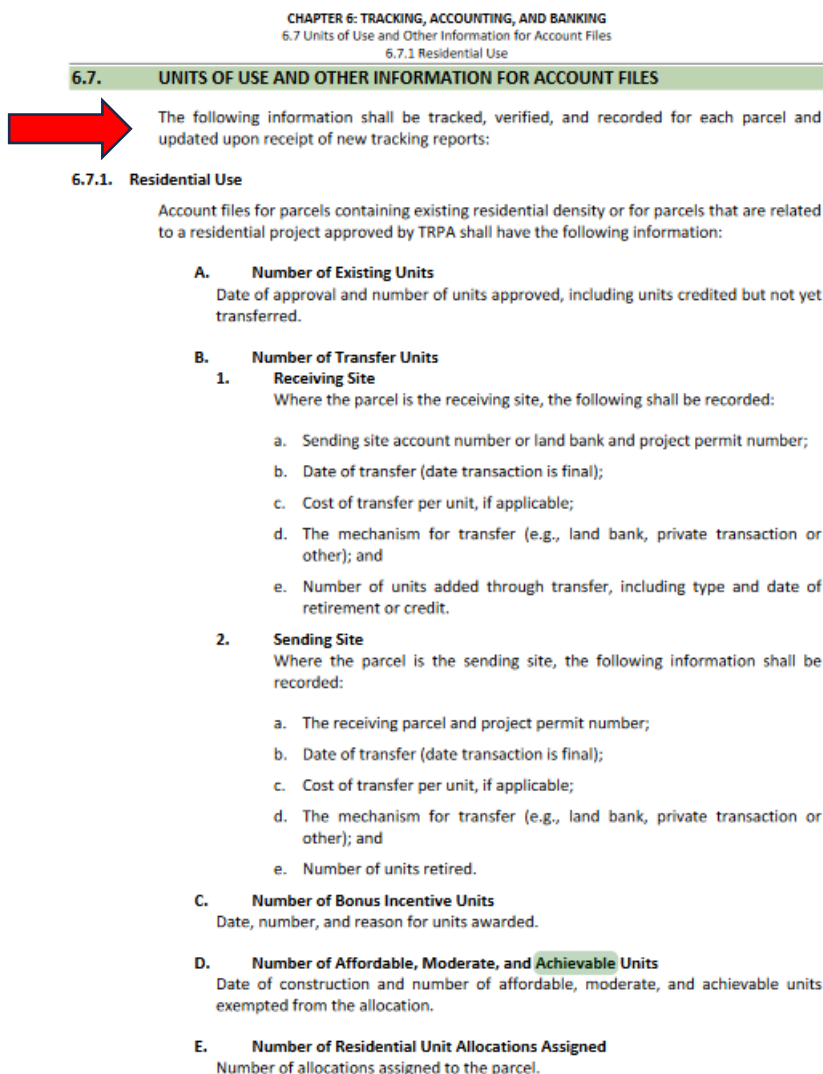 CHAPTER 6: TRACKING, ACCOUNTING, AND BANKING
6.7 Units of Use and Other Information for Account Files
6.7.1 Residential Use
6.7. UNITS OF USE AND OTHER INFORMATION FOR ACCOUNT FILES
The following information shall be tracked, verified, and recorded for each parcel and
updated upon receipt of new tracking reports:
6.7.1. Residential Use
Account files for parcels containing existing residential density or for parcels that are related
to a residential project approved by TRPA shall have the following information:
A. Number of Existing Units
Date of approval and number of units approved, including units credited but not yet
transferred.
B. Number of Transfer Units
1. Receiving Site
Where the parcel is the receiving site, the following shall be recorded:
a. Sending site account number or land bank and project permit number;
b. Date of transfer (date transaction is final);
c. Cost of transfer per unit, if applicable;
d. The mechanism for transfer (e.g., land bank, private transaction or
other); and
e. Number of units added through transfer, including type and date of
retirement or credit.
2. Sending Site
Where the parcel is the sending site, the following information shall be
recorded:
a. The receiving parcel and project permit number;
b. Date of transfer (date transaction is final);
c. Cost of transfer per unit, if applicable;
d. The mechanism for transfer (e.g., land bank, private transaction or
other); and
e. Number of units retired.
C. Number of Bonus Incentive Units
Date, number, and reason for units awarded.
D. Number of Affordable, Moderate, and Achievable Units
Date of construction and number of affordable, moderate, and achievable units
exempted from the allocation.
E. Number of Residential Unit Allocations Assigned
Number of allocations assigned to the parcel.